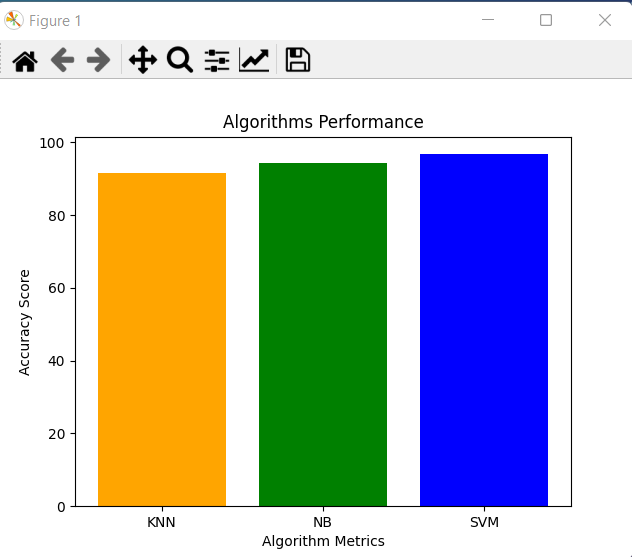 Figure 1
Algorithms Performance
100
80
60
40
20
0
Accuracy Score
KNN NB SVM
Algorithm Metrics